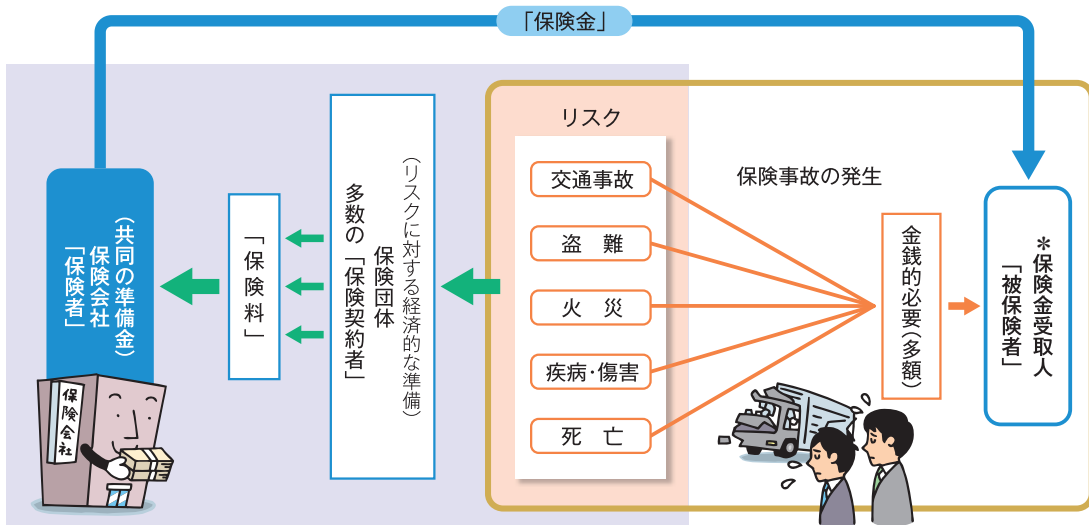 「保険金」
リスク
交通事故
盗難
火災
疾病・傷害
死亡
保険事故の発生
金銭的必要(多額)
＊保険金受取人
「被保険者」
(リスクに対する経済的な準備)
保険団体
多数の「保険契約者」
「保険料」
(共同の準備金)
保険会社
「保険者」
保険会社